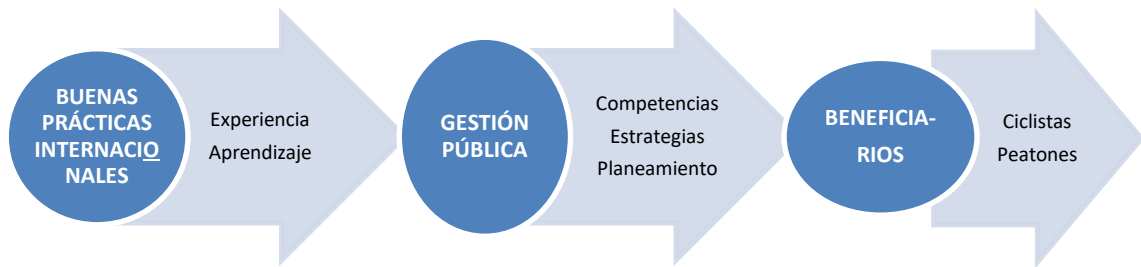 BUENAS
PRÁCTICAS
INTERNACIO
NALES
Experiencia
Aprendizaje
GESTIÓN
PÚBLICA
Competencias
Estrategias
Planeamiento
BENEFICIA-
RIOS
Ciclistas
Peatones